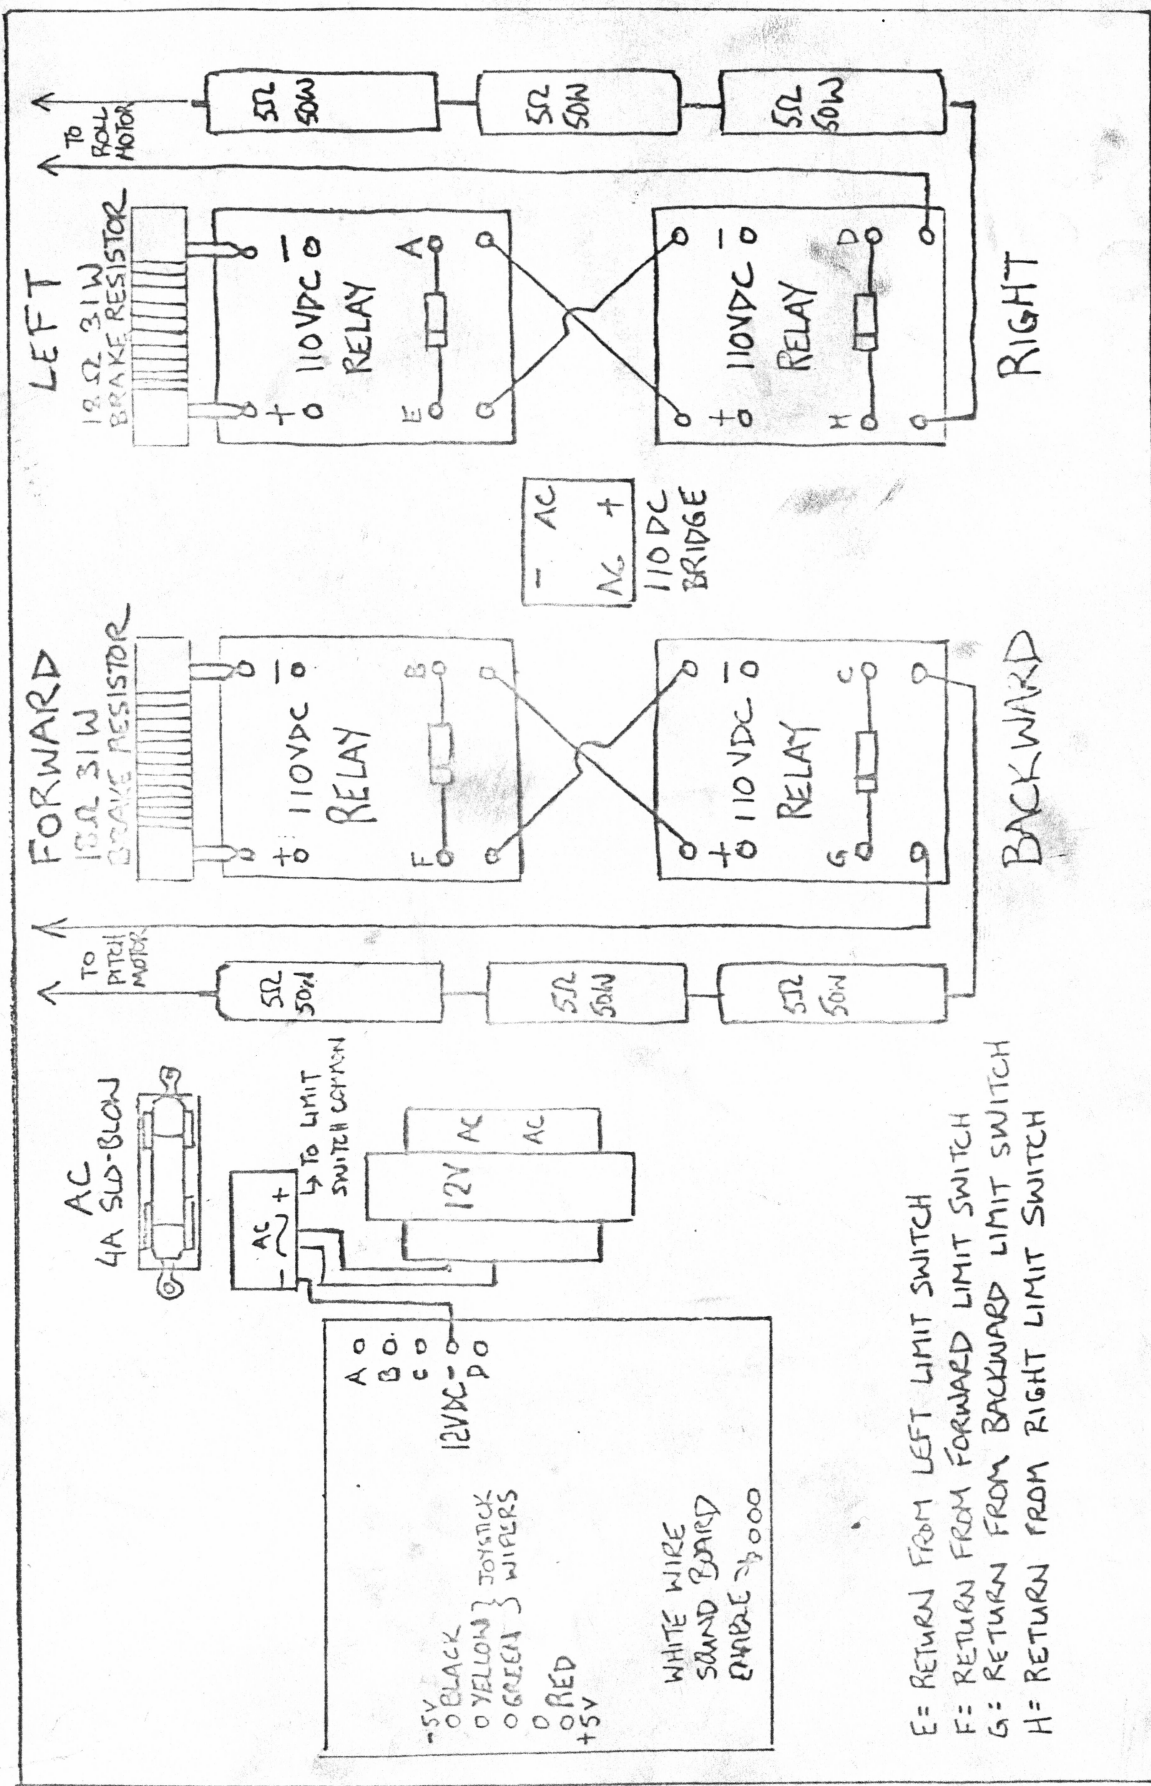 AC
4A SLO-BLOW
AC
-
~
+
↳ TO LIMIT
SWITCH COMMON
12V
AC
AC
A
B
C
12VDC -
D
-5V
BLACK
YELLOW } JOYSTICK
GREEN } WIPERS
RED
+5V
WHITE WIRE
SOUND BOARD
ENABLE
E= RETURN FROM LEFT LIMIT SWITCH
F= RETURN FROM FORWARD LIMIT SWITCH
G= RETURN FROM BACKWARD LIMIT SWITCH
H= RETURN FROM RIGHT LIMIT SWITCH
TO
PITCH
MOTOR
5Ω
50W
5Ω
50W
5Ω
50W
FORWARD
31W
BRAKE RESISTOR
+ -
110VDC
RELAY
F B
+ -
110VDC
RELAY
G C
BACKWARD
- AC
AC +
110 DC
BRIDGE
LEFT
31W
BRAKE RESISTOR
+ -
110VDC
RELAY
E A
+ -
110VDC
RELAY
H D
RIGHT
TO
ROLL
MOTOR
5Ω
50W
5Ω
50W
5Ω
50W